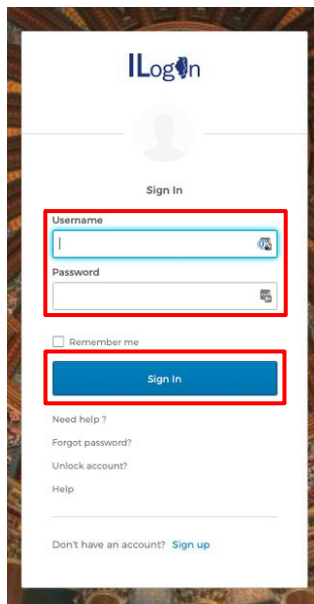 ILogIn
Sign In
Username
Password
Remember me
Sign In
Need help ?
Forgot password?
Unlock account?
Help
Don't have an account? Sign up